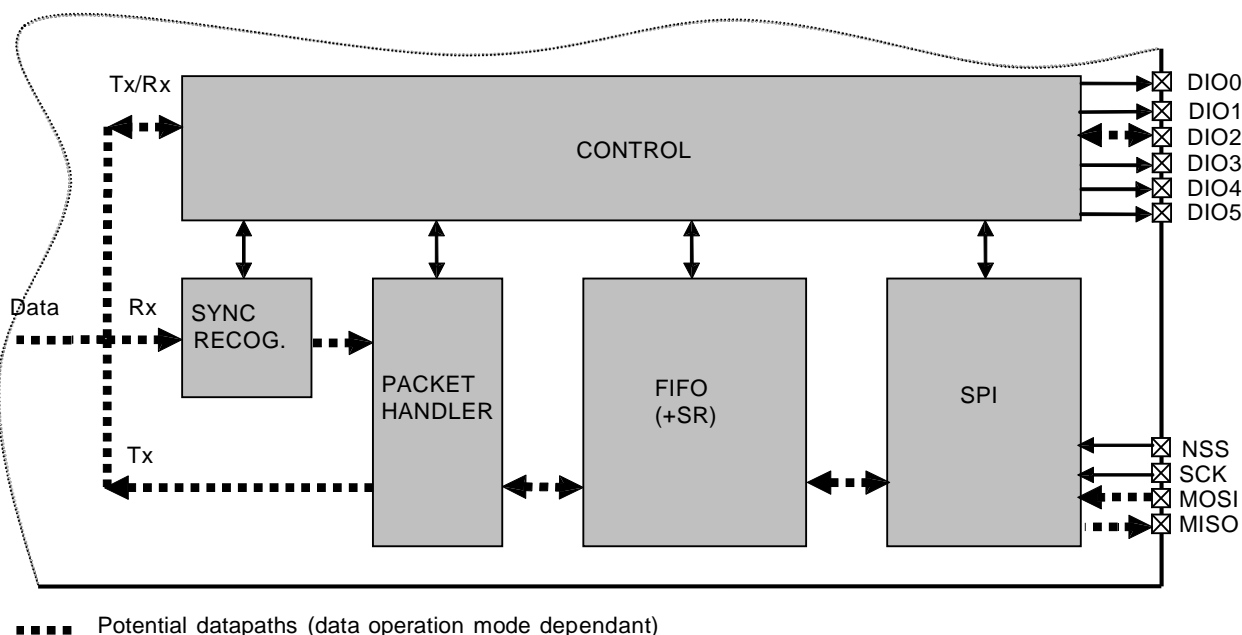 Tx/Rx
CONTROL
DIO0
DIO1
DIO2
DIO3
DIO4
DIO5
Data
Rx
SYNC
RECOG.
PACKET
HANDLER
FIFO
(+SR)
SPI
Tx
NSS
SCK
MOSI
MISO
Potential datapaths (data operation mode dependant)